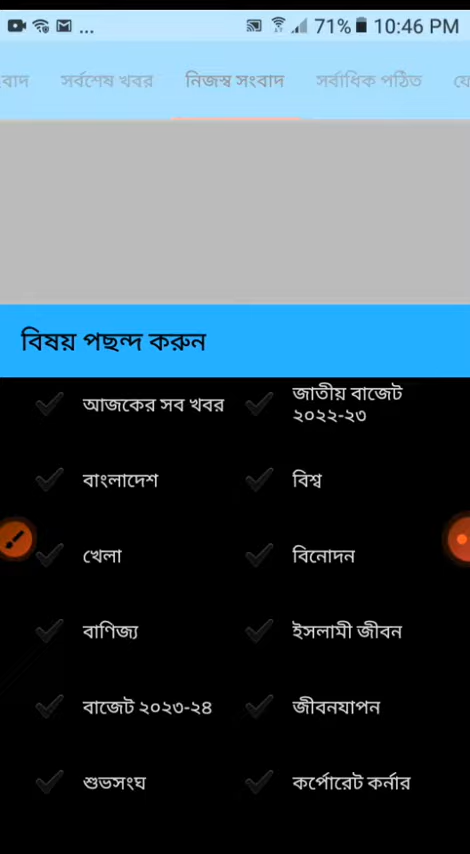 ... 71% 10:46 PM
বাদ সর্বশেষ খবর নিজস্ব সংবাদ সর্বাধিক পঠিত
বিষয় পছন্দ করুন
আজকের সব খবর
জাতীয় বাজেট
২০২২-২৩
বাংলাদেশ বিশ্ব
খেলা বিনোদন
বাণিজ্য ইসলামী জীবন
বাজেট ২০২৩-২৪ জীবনযাপন
শুভসংঘ কর্পোরেট কর্নার